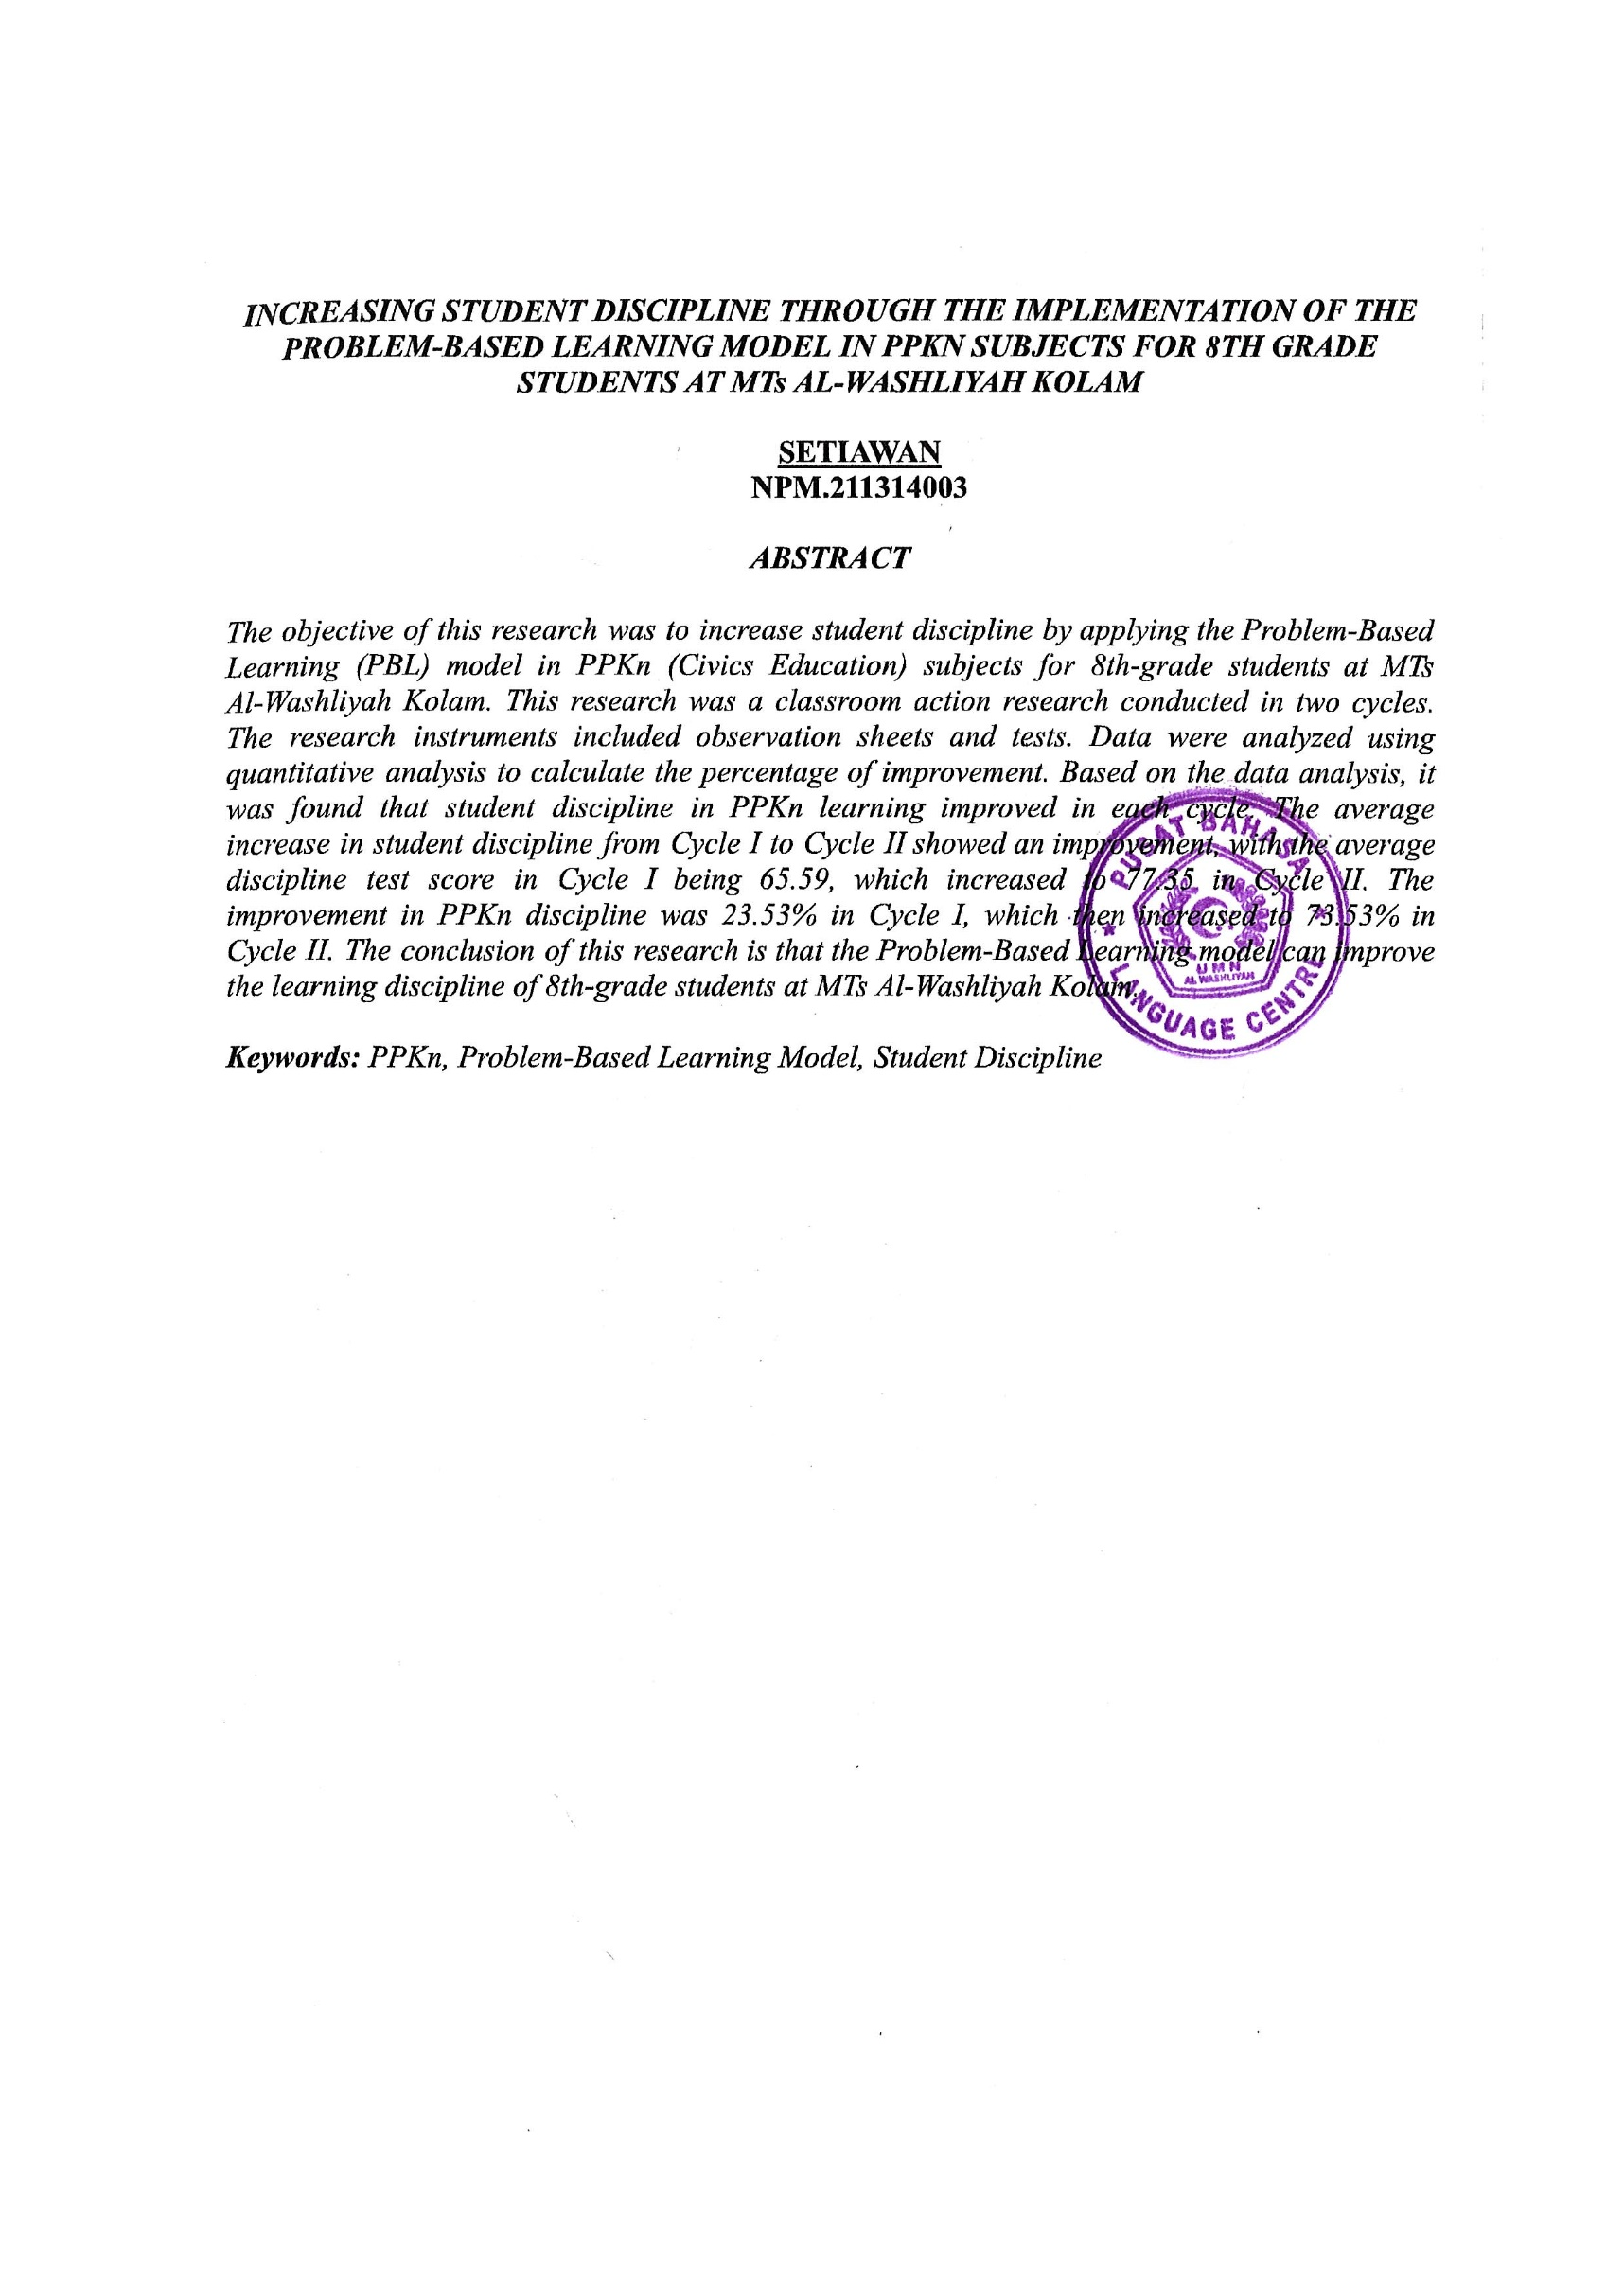 INCREASING STUDENT DISCIPLINE THROUGH THE IMPLEMENTATION OF THE
PROBLEM-BASED LEARNING MODEL IN PPKN SUBJECTS FOR 8TH GRADE
STUDENTS AT MTs AL-WASHLIYAH KOLAM
SETIAWAN
NPM.211314003
ABSTRACT
The objective of this research was to increase student discipline by applying the Problem-Based
Learning (PBL) model in PPKn (Civics Education) subjects for 8th-grade students at MTs
Al-Washliyah Kolam. This research was a classroom action research conducted in two cycles.
The research instruments included observation sheets and tests. Data were analyzed using
quantitative analysis to calculate the percentage of improvement. Based on the data analysis, it
was found that student discipline in PPKn learning improved in each cycle. The average
increase in student discipline from Cycle I to Cycle II showed an improvement, with the average
discipline test score in Cycle I being 65.59, which increased to 77.35 in Cycle II. The
improvement in PPKn discipline was 23.53% in Cycle I, which then increased to 73.53% in
Cycle II. The conclusion of this research is that the Problem-Based Learning model can improve
the learning discipline of 8th-grade students at MTs Al-Washliyah Kolam.
PUSAT BAHASA
UMN
AL WASHLIYAH
LANGUAGE CENTRE
Keywords: PPKn, Problem-Based Learning Model, Student Discipline